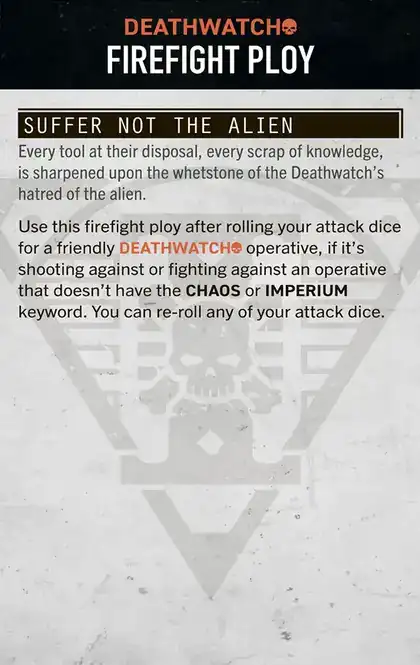 DEATHWATCH
FIREFIGHT PLOY
SUFFER NOT THE ALIEN
Every tool at their disposal, every scrap of knowledge,
is sharpened upon the whetstone of the Deathwatch’s
hatred of the alien.
Use this firefight ploy after rolling your attack dice
for a friendly DEATHWATCH operative, if it’s
shooting against or fighting against an operative
that doesn’t have the CHAOS or IMPERIUM
keyword. You can re-roll any of your attack dice.